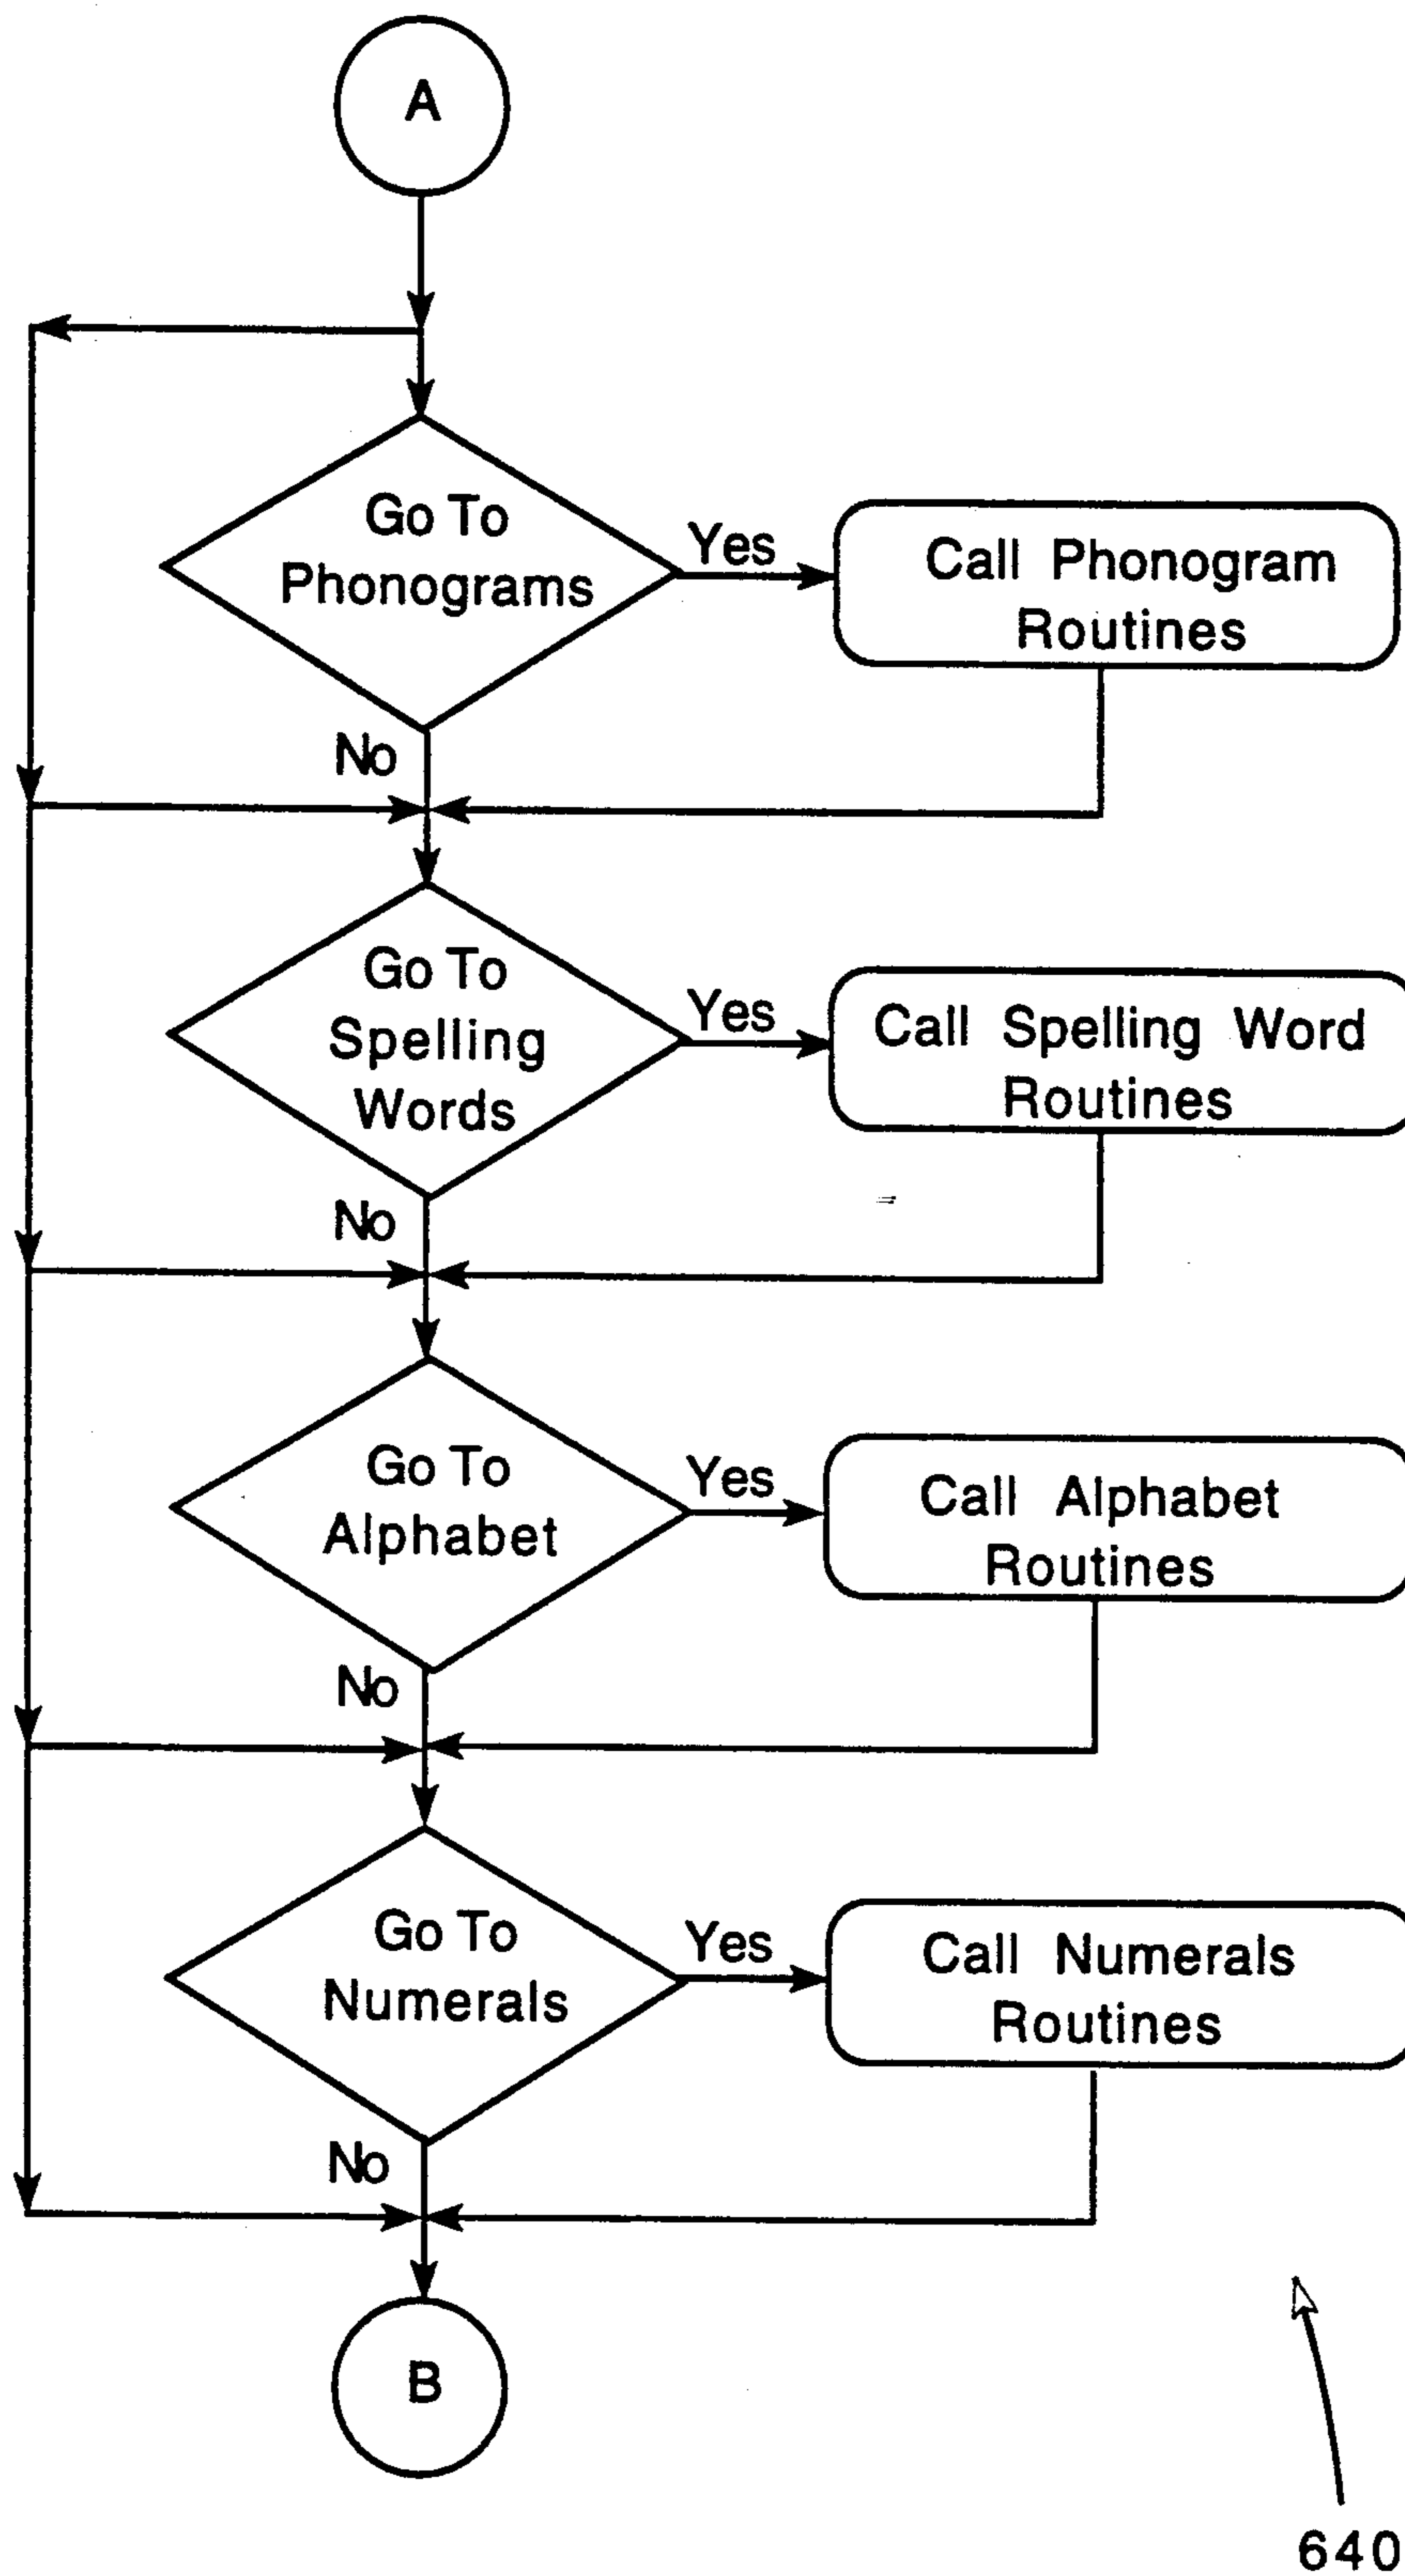 A
Go To
Phonograms
Yes
Call Phonogram
Routines
No
Go To
Spelling
Words
Yes
Call Spelling Word
Routines
No
Go To
Alphabet
Yes
Call Alphabet
Routines
No
Go To
Numerals
Yes
Call Numerals
Routines
No
B
640